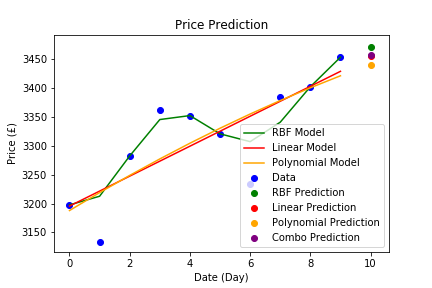 Price Prediction
Price (£)
3450
3400
3350
3300
3250
3200
3150
RBF Model
Linear Model
Polynomial Model
Data
RBF Prediction
Linear Prediction
Polynomial Prediction
Combo Prediction
0 2 4 6 8 10
Date (Day)